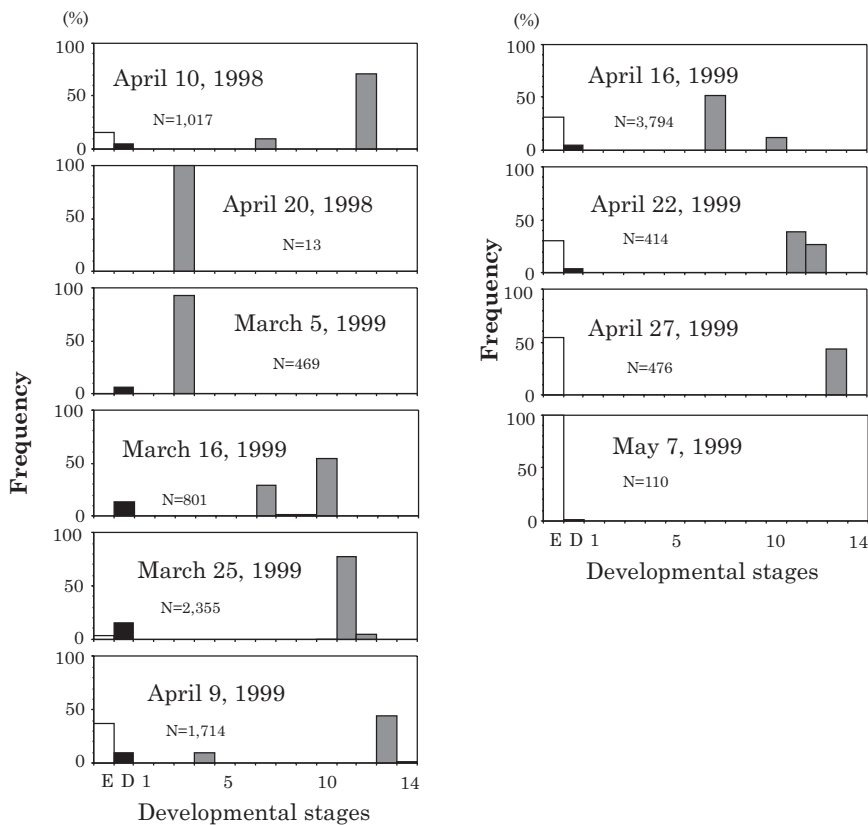 (%)
100
50
0
April 10, 1998
N=1,017
100
50
0
April 20, 1998
N=13
100
50
0
March 5, 1999
N=469
100
50
0
March 16, 1999
N=801
100
50
0
March 25, 1999
N=2,355
100
50
0
April 9, 1999
N=1,714
E D 1 5 10 14
Developmental stages
Frequency
(%)
100
50
0
April 16, 1999
N=3,794
100
50
0
April 22, 1999
N=414
100
50
0
April 27, 1999
N=476
100
50
0
May 7, 1999
N=110
E D 1 5 10 14
Developmental stages
Frequency